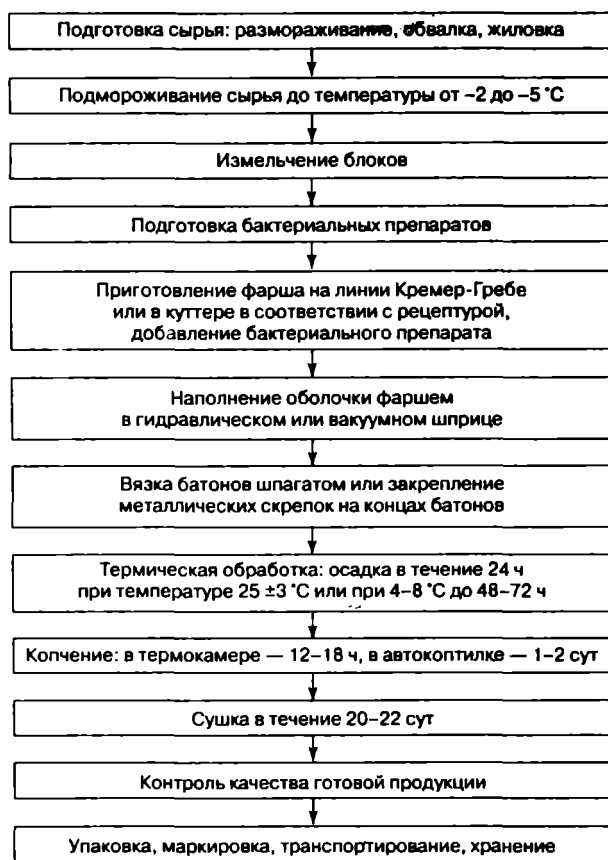 Подготовка сырья: размораживание, обвалка, жиловка
Подмороживание сырья до температуры от −2 до −5 °С
Измельчение блоков
Подготовка бактериальных препаратов
Приготовление фарша на линии Кремер-Гребе
или в куттере в соответствии с рецептурой,
добавление бактериального препарата
Наполнение оболочки фаршем
в гидравлическом или вакуумном шприце
Вязка батонов шпагатом или закрепление
металлических скрепок на концах батонов
Термическая обработка: осадка в течение 24 ч
при температуре 25 ±3 °С или при 4–8 °С до 48–72 ч
Копчение: в термокамере — 12–18 ч, в автокоптилке — 1–2 сут
Сушка в течение 20–22 сут
Контроль качества готовой продукции
Упаковка, маркировка, транспортирование, хранение